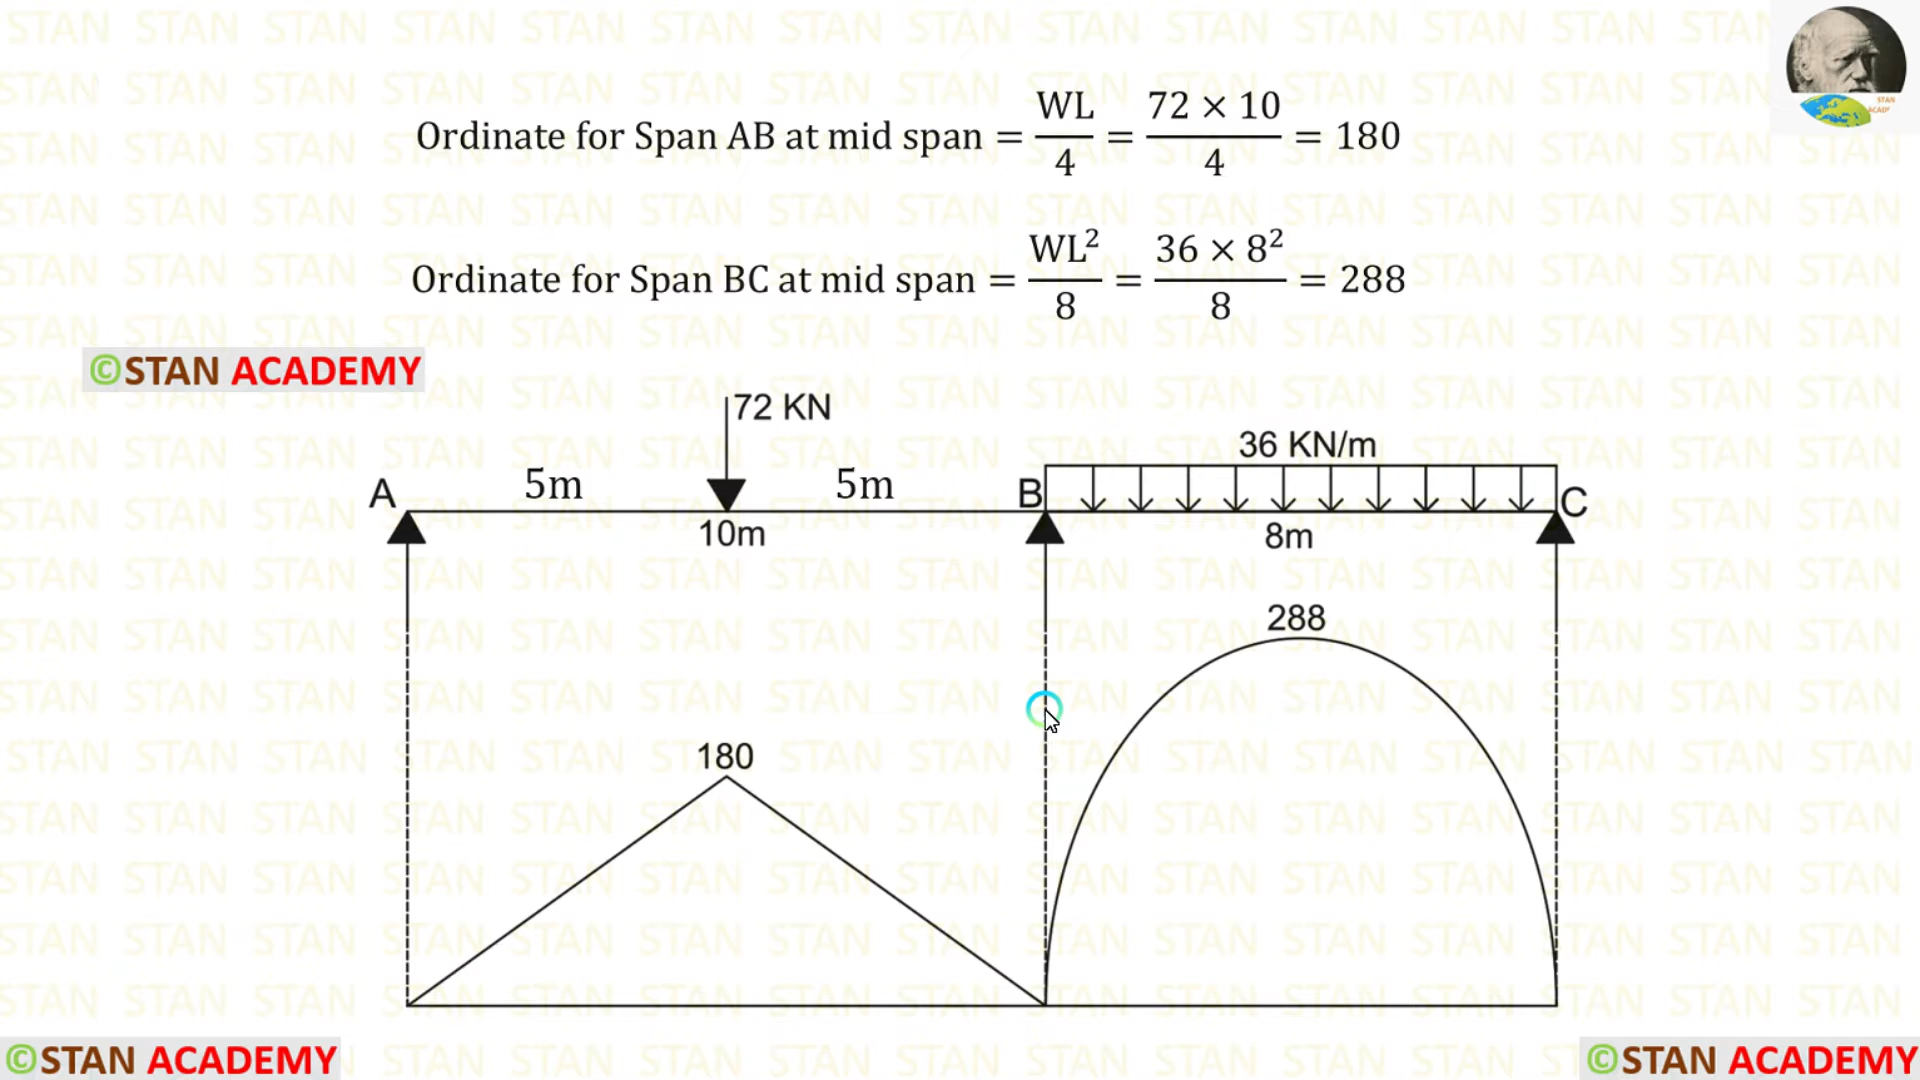 Ordinate for Span AB at mid span = WL/4 = 72 × 10/4 = 180
Ordinate for Span BC at mid span = WL²/8 = 36 × 8²/8 = 288
©STAN ACADEMY
72 KN
36 KN/m
A 5m 5m B C
10m 8m
288
180
©STAN ACADEMY ©STAN ACADEMY